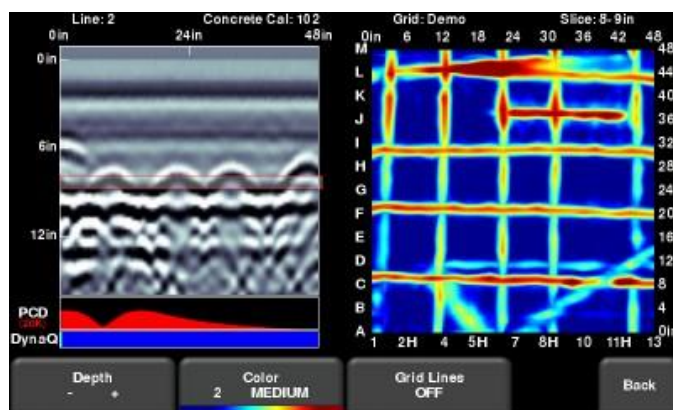 Line: 2 Concrete Cal: 102
0in 24in 48in
0in
6in
12in
PCD
DynaQ
Grid: Demo Slice: 8-9in
0in 6 12 18 24 30 36 42 48
M 48
L 44
K 40
J 36
I 32
H 28
G 24
F 20
E 16
D 12
C 8
B 4
A 0in
1 2H 4 5H 7 8H 10 11H 13
Depth
- +
Color
2 MEDIUM
Grid Lines
OFF
Back